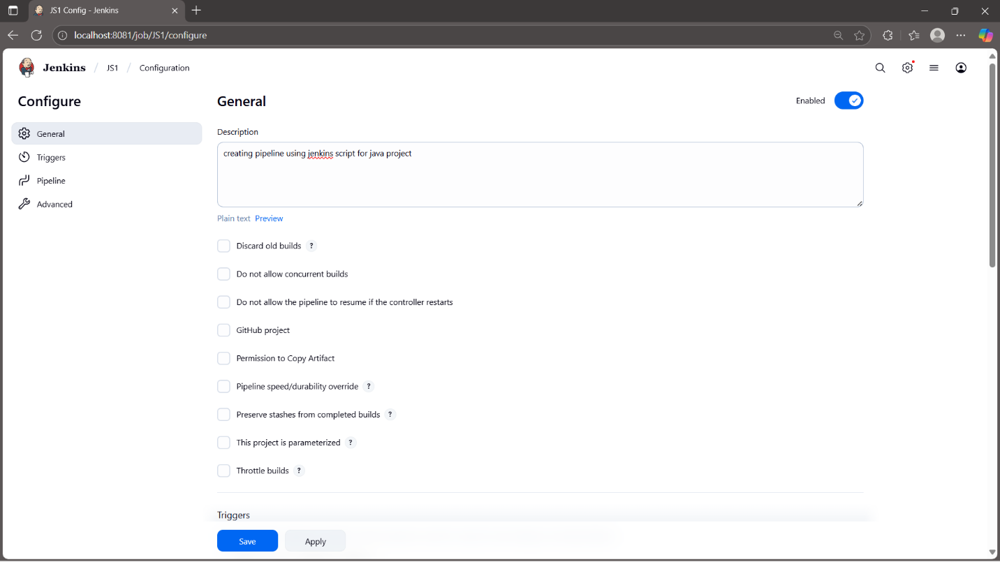 JS1 Config - Jenkins
localhost:8081/job/JS1/configure
Jenkins / JS1 / Configuration
Configure
General
Triggers
Pipeline
Advanced
General
Enabled
Description
creating pipeline using jenkins script for java project
Plain text Preview
Discard old builds ?
Do not allow concurrent builds
Do not allow the pipeline to resume if the controller restarts
GitHub project
Permission to Copy Artifact
Pipeline speed/durability override ?
Preserve stashes from completed builds ?
This project is parameterized ?
Throttle builds ?
Triggers
Save Apply